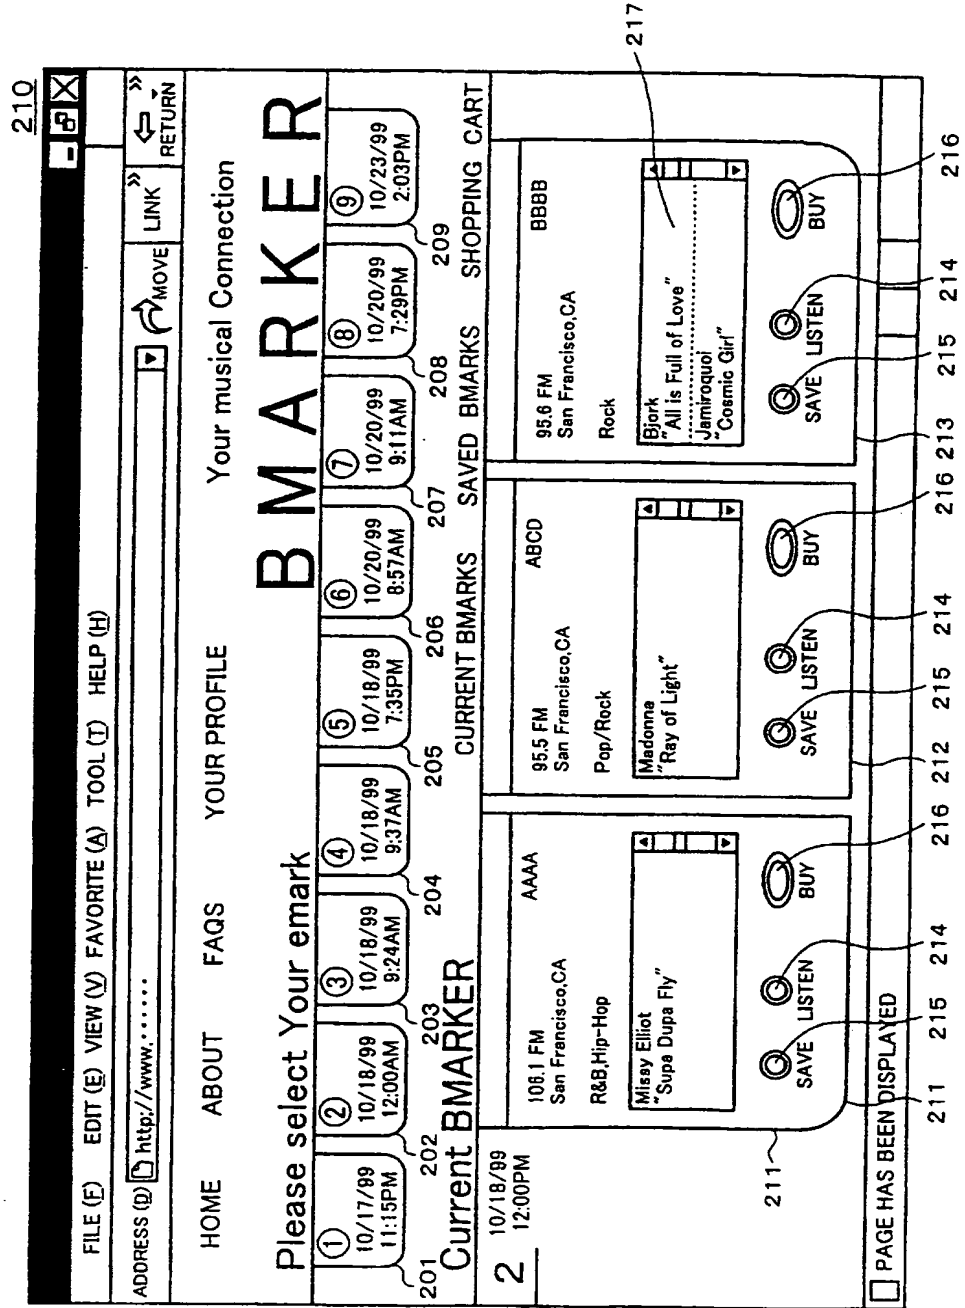 210
FILE (F) EDIT (E) VIEW (V) FAVORITE (A) TOOL (T) HELP (H)
ADDRESS (D) http://www. ‥‥‥ MOVE LINK » RETURN »
HOME ABOUT FAQS YOUR PROFILE Your musical Connection
Please select Your emark B MARKER
① ② ③ ④ ⑤ ⑥ ⑦ ⑧ ⑨
10/17/99 10/18/99 10/18/99 10/18/99 10/18/99 10/20/99 10/20/99 10/20/99 10/23/99
11:15PM 12:00AM 9:24AM 9:37AM 7:35PM 8:57AM 9:11AM 7:29PM 2:03PM
201 202 203 204 205 206 207 208 209
Current BMARKER CURRENT BMARKS SAVED BMARKS SHOPPING CART
2 10/18/99
12:00PM
106.1 FM AAAA
San Francisco,CA
R&B,Hip-Hop
Missy Elliot
"Supa Dupa Fly"
SAVE LISTEN BUY
95.5 FM ABCD
San Francisco,CA
Pop/Rock
Madonna
"Ray of Light"
SAVE LISTEN BUY
95.6 FM BBBB
San Francisco,CA
Rock
Bjork
"All is Full of Love"
Jamiroquoi
"Cosmic Girl"
SAVE LISTEN BUY
217
211
PAGE HAS BEEN DISPLAYED
211 215 214 216 212 215 214 216 213 215 214 216